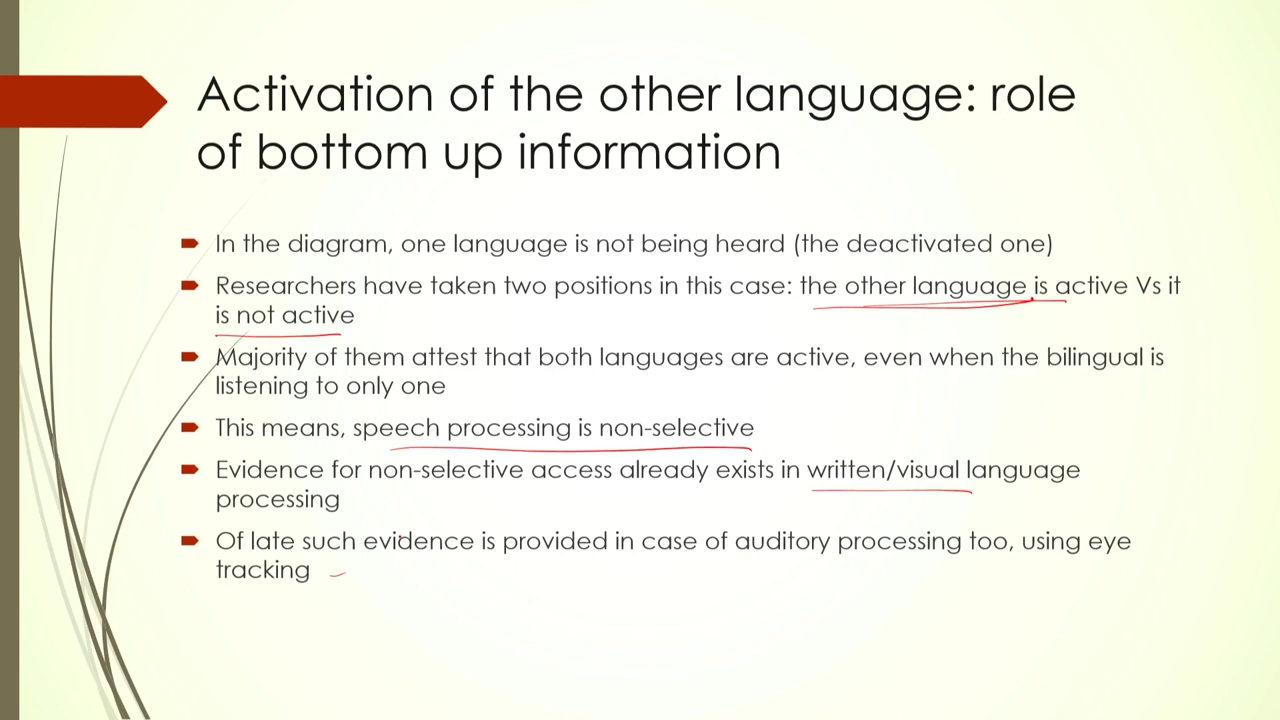 Activation of the other language: role
of bottom up information
In the diagram, one language is not being heard (the deactivated one)
Researchers have taken two positions in this case: the other language is active Vs it
is not active
Majority of them attest that both languages are active, even when the bilingual is
listening to only one
This means, speech processing is non-selective
Evidence for non-selective access already exists in written/visual language
processing
Of late such evidence is provided in case of auditory processing too, using eye
tracking